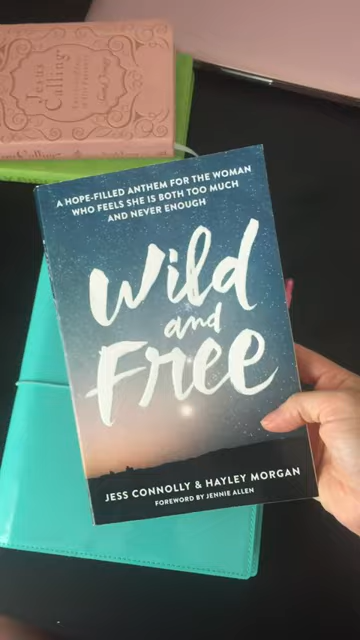 Jesus
Calling
A HOPE-FILLED ANTHEM FOR THE WOMAN
WHO FEELS SHE IS BOTH TOO MUCH
AND NEVER ENOUGH
Wild
and
Free
JESS CONNOLLY & HAYLEY MORGAN
FOREWORD BY JENNIE ALLEN